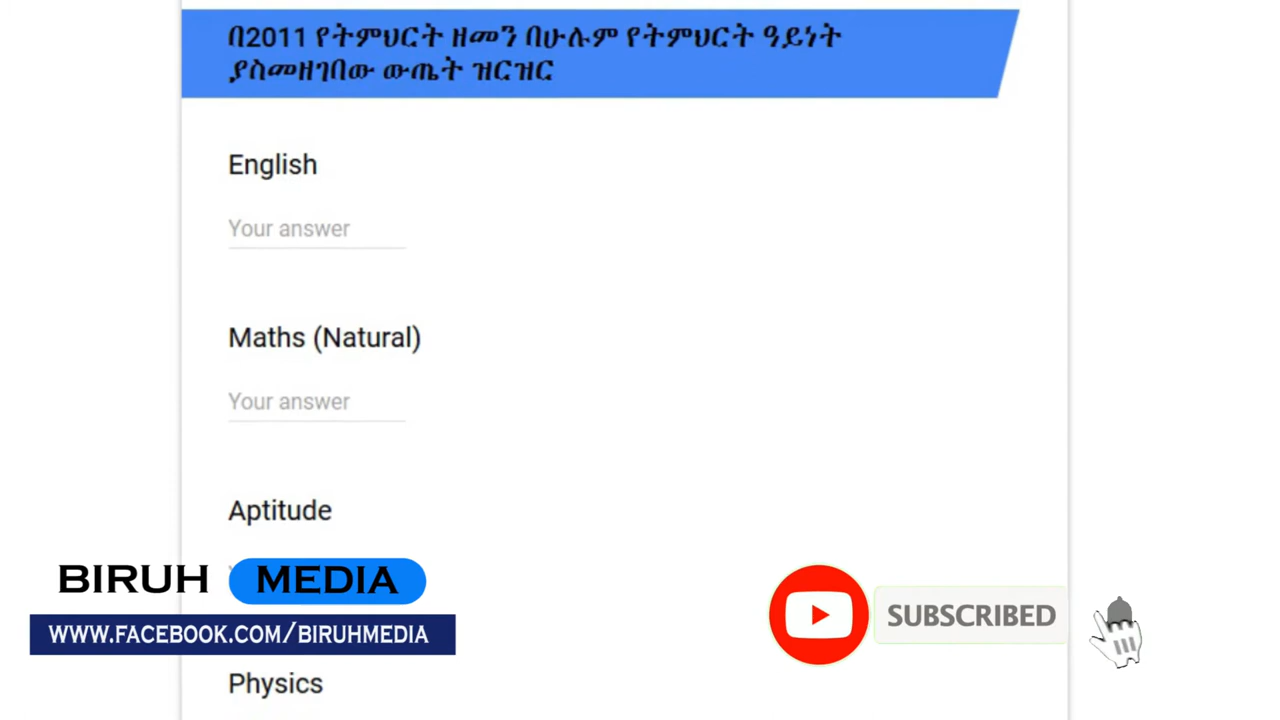 በ2011 የትምህርት ዘመን በሁሉም የትምህርት ዓይነት
ያስመዘገበው ውጤት ዝርዝር
English
Your answer
Maths (Natural)
Your answer
Aptitude
BIRUH MEDIA
WWW.FACEBOOK.COM/BIRUHMEDIA
SUBSCRIBED
Physics